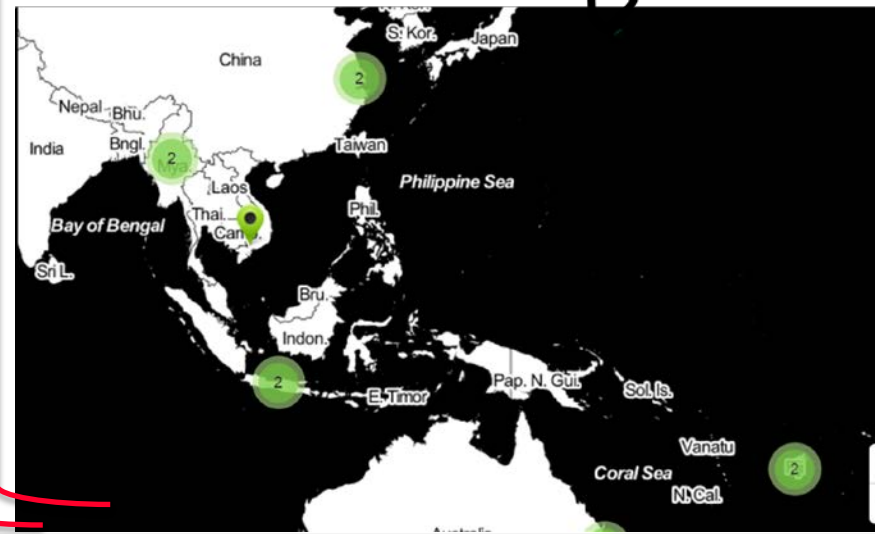 S. Kor.
Japan
China
2
Nepal
Bhu.
India
Bngl.
2
Mya.
Taiwan
Laos
Philippine Sea
Thai.
Phil.
Bay of Bengal
Sri L.
Bru.
Indon.
2
E. Timor
Pap. N. Gui.
Sol. Is.
Vanatu
2
Coral Sea
N. Cal.